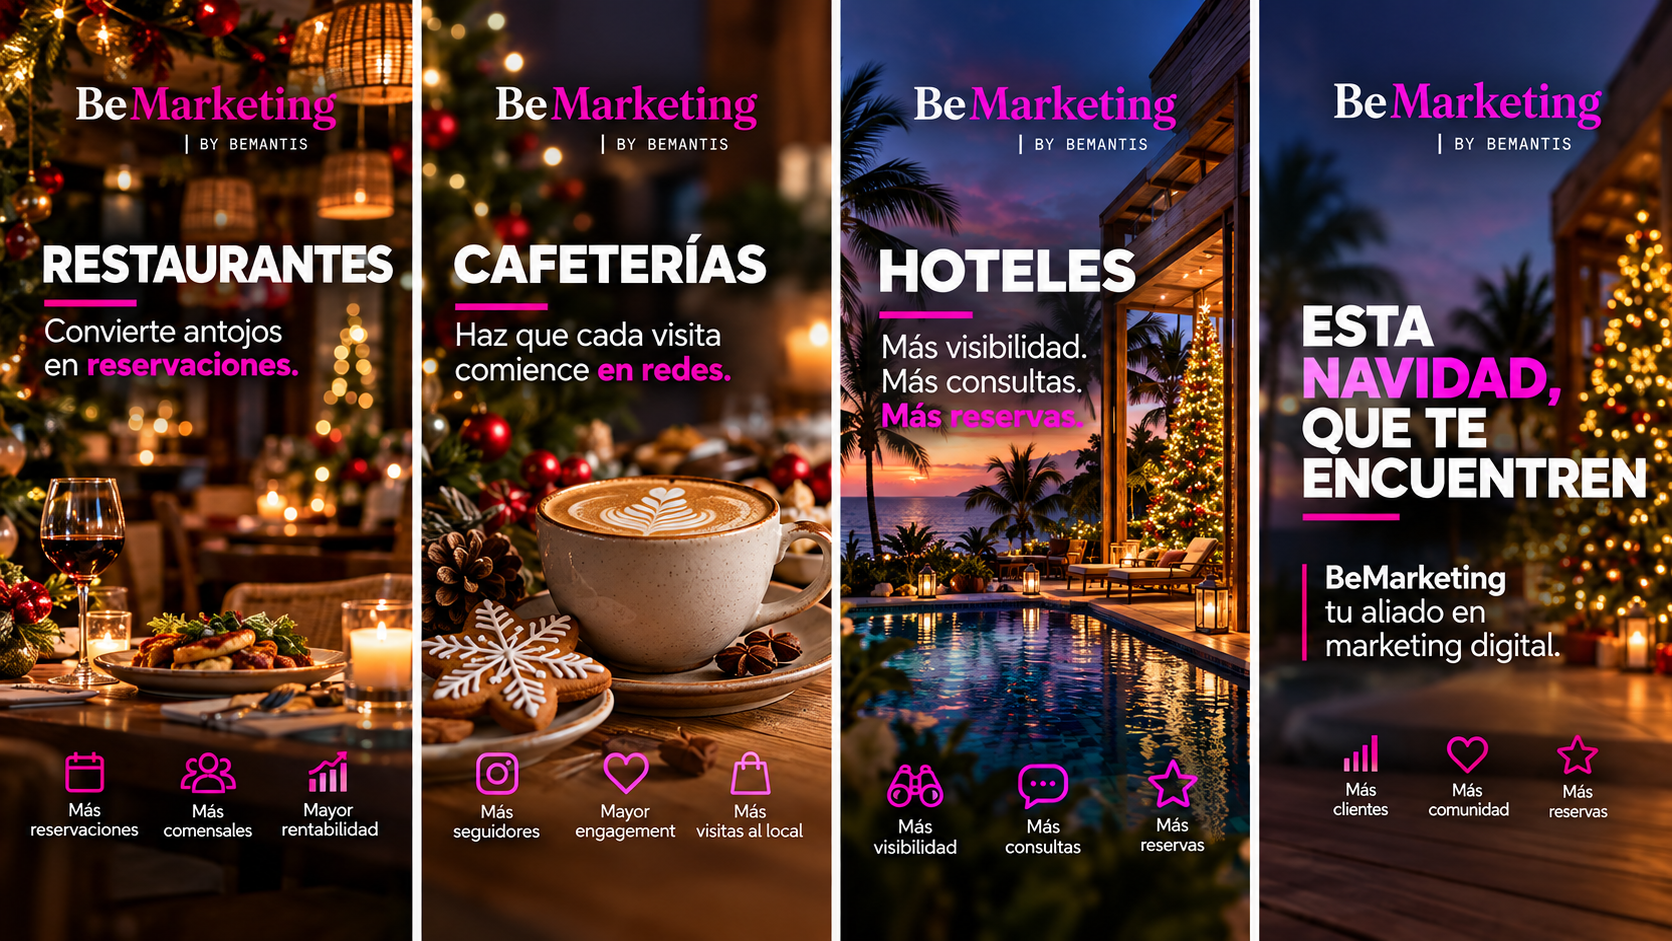 BeMarketing
| BY BEMANTIS
RESTAURANTES
Convierte antojos
en reservaciones.
Más
reservaciones
Más
comensales
Mayor
rentabilidad
BeMarketing
| BY BEMANTIS
CAFETERÍAS
Haz que cada visita
comience en redes.
Más
seguidores
Mayor
engagement
Más
visitas al local
BeMarketing
| BY BEMANTIS
HOTELES
Más visibilidad.
Más consultas.
Más reservas.
Más
visibilidad
Más
consultas
Más
reservas
BeMarketing
| BY BEMANTIS
ESTA
NAVIDAD,
QUE TE
ENCUENTREN
BeMarketing
tu aliado en
marketing digital.
Más
clientes
Más
comunidad
Más
reservas